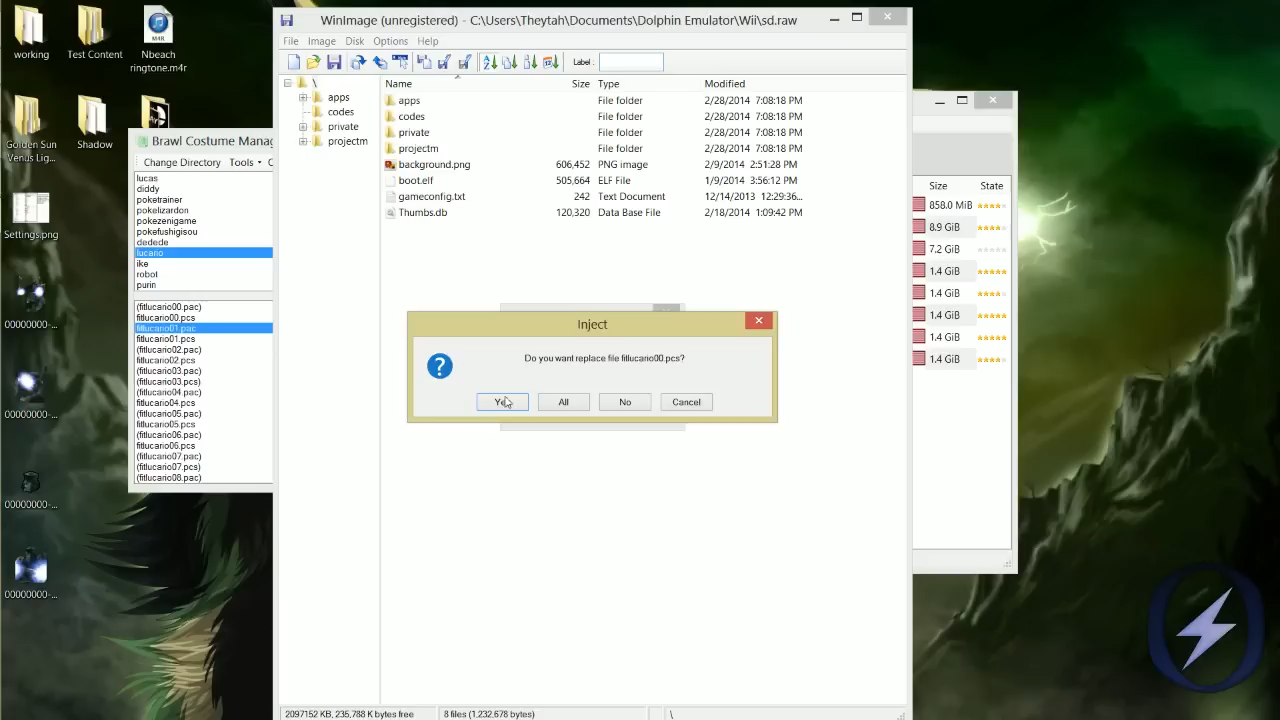 working
Test Content
Nbeach
ringtone.m4r
Golden Sun
Venus Lig...
Shadow
Settings.png
00000000-...
00000000-...
00000000-...
00000000-...
Brawl Costume Manag
Change Directory Tools C
lucas
diddy
poketrainer
pokelizardon
pokezenigame
pokefushigisou
dedede
lucario
ike
robot
purin
(fitlucario00.pac)
fitlucario00.pcs
fitlucario01.pac
fitlucario01.pcs
(fitlucario02.pac)
fitlucario02.pcs
(fitlucario03.pac)
(fitlucario03.pcs)
(fitlucario04.pac)
fitlucario04.pcs
(fitlucario05.pac)
fitlucario05.pcs
(fitlucario06.pac)
fitlucario06.pcs
(fitlucario07.pac)
(fitlucario07.pcs)
(fitlucario08.pac)
WinImage (unregistered) - C:\Users\Theytah\Documents\Dolphin Emulator\Wii\sd.raw
File Image Disk Options Help
Label :
\
apps
codes
private
projectm
Name Size Type Modified
apps File folder 2/28/2014 7:08:18 PM
codes File folder 2/28/2014 7:08:18 PM
private File folder 2/28/2014 7:08:18 PM
projectm File folder 2/28/2014 7:08:18 PM
background.png 606,452 PNG image 2/9/2014 2:51:28 PM
boot.elf 505,664 ELF File 1/9/2014 3:56:12 PM
gameconfig.txt 242 Text Document 12/14/2013 12:29:36...
Thumbs.db 120,320 Data Base File 2/18/2014 1:09:42 PM
Inject
Do you want replace file fitlucario00.pcs?
Yes All No Cancel
2097152 KB, 235,788 K bytes free 8 files (1,232,678 bytes) \
Size State
858.0 MiB
8.9 GiB
7.2 GiB
1.4 GiB
1.4 GiB
1.4 GiB
1.4 GiB
1.4 GiB